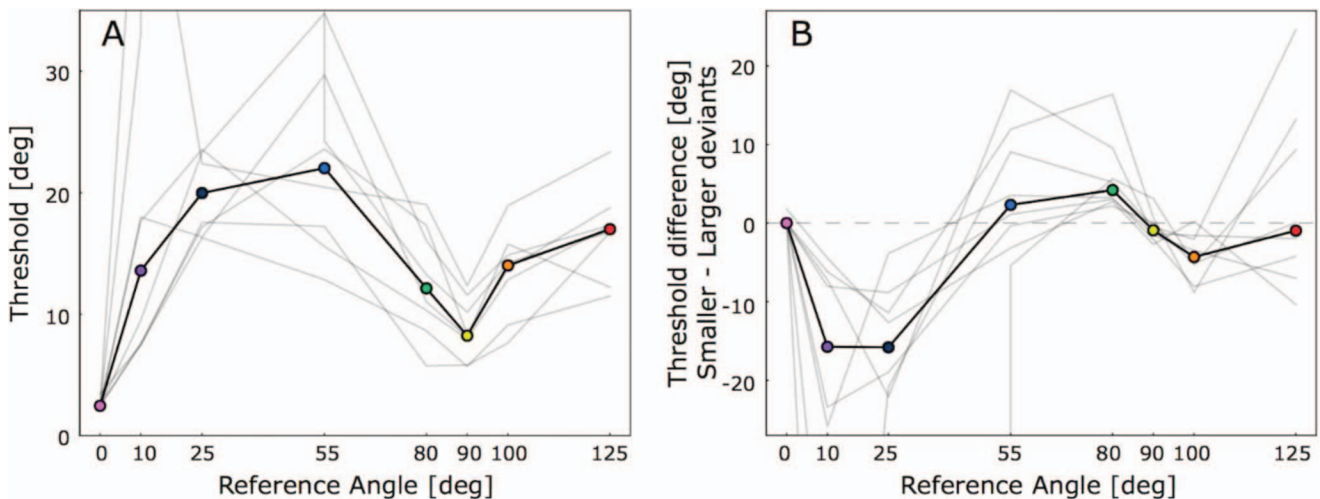 A
30
20
10
0
Threshold [deg]
0 10 25 55 80 90 100 125
Reference Angle [deg]
B
20
10
0
-10
-20
Threshold difference [deg]
Smaller - Larger deviants
0 10 25 55 80 90 100 125
Reference Angle [deg]